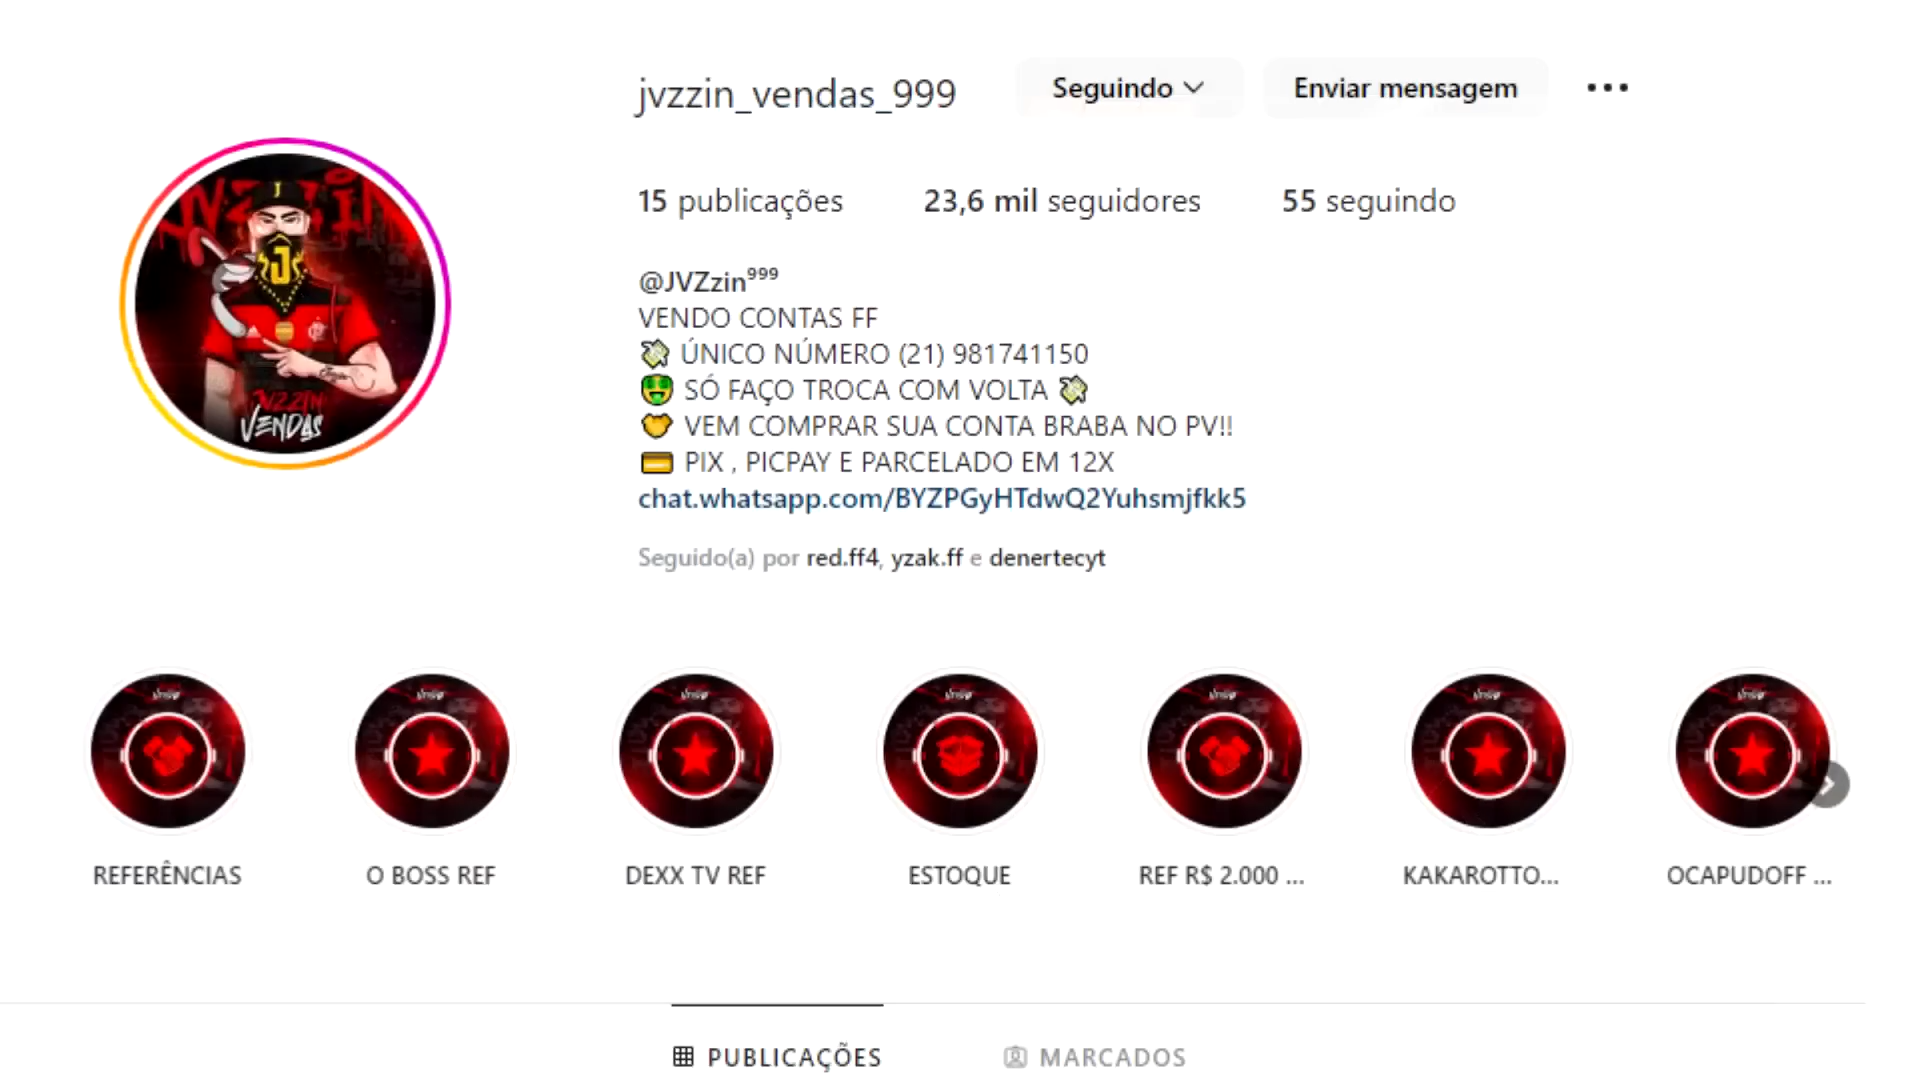 jvzzin_vendas_999
Seguindo
Enviar mensagem
15 publicações
23,6 mil seguidores
55 seguindo
@JVZzin⁹⁹⁹
VENDO CONTAS FF
💸 ÚNICO NÚMERO (21) 981741150
🤑 SÓ FAÇO TROCA COM VOLTA 💸
🤝 VEM COMPRAR SUA CONTA BRABA NO PV!!
💳 PIX , PICPAY E PARCELADO EM 12X
chat.whatsapp.com/BYZPGyHTdwQ2Yuhsmjfkk5
Seguido(a) por red.ff4, yzak.ff e denertecyt
JVZZIN
J
J
JVZZIN
VENDAS
REFERÊNCIAS
O BOSS REF
DEXX TV REF
ESTOQUE
REF R$ 2.000 ...
KAKAROTTO...
OCAPUDOFF ...
PUBLICAÇÕES
MARCADOS